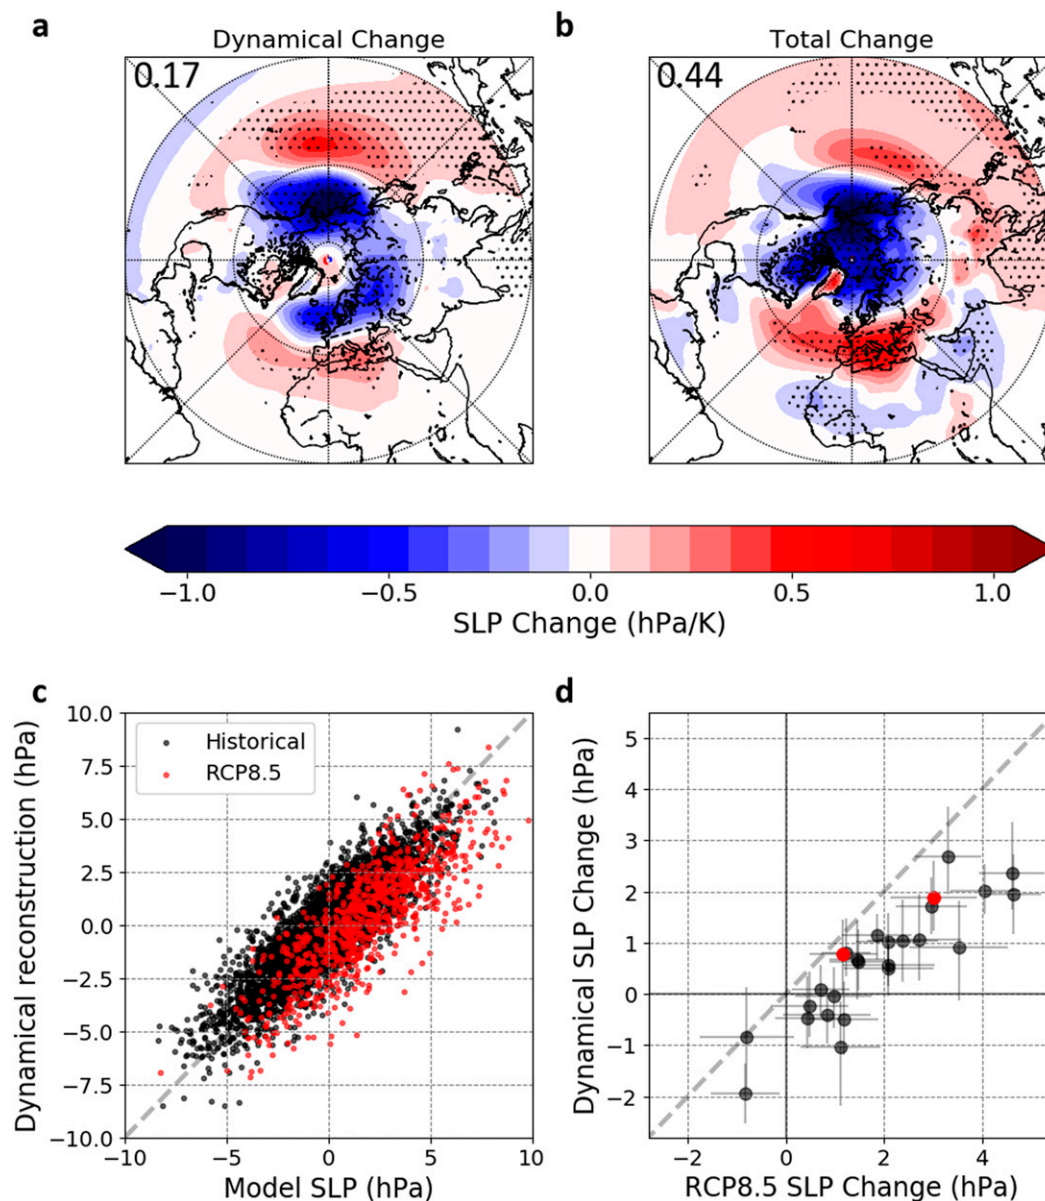 a
Dynamical Change
0.17
b
Total Change
0.44
−1.0 −0.5 0.0 0.5 1.0
SLP Change (hPa/K)
c
Dynamical reconstruction (hPa)
10.0
7.5
5.0
2.5
0.0
−2.5
−5.0
−7.5
−10.0
Historical
RCP8.5
−10 −5 0 5 10
Model SLP (hPa)
d
Dynamical SLP Change (hPa)
5
4
3
2
1
0
−1
−2
−2 0 2 4
RCP8.5 SLP Change (hPa)